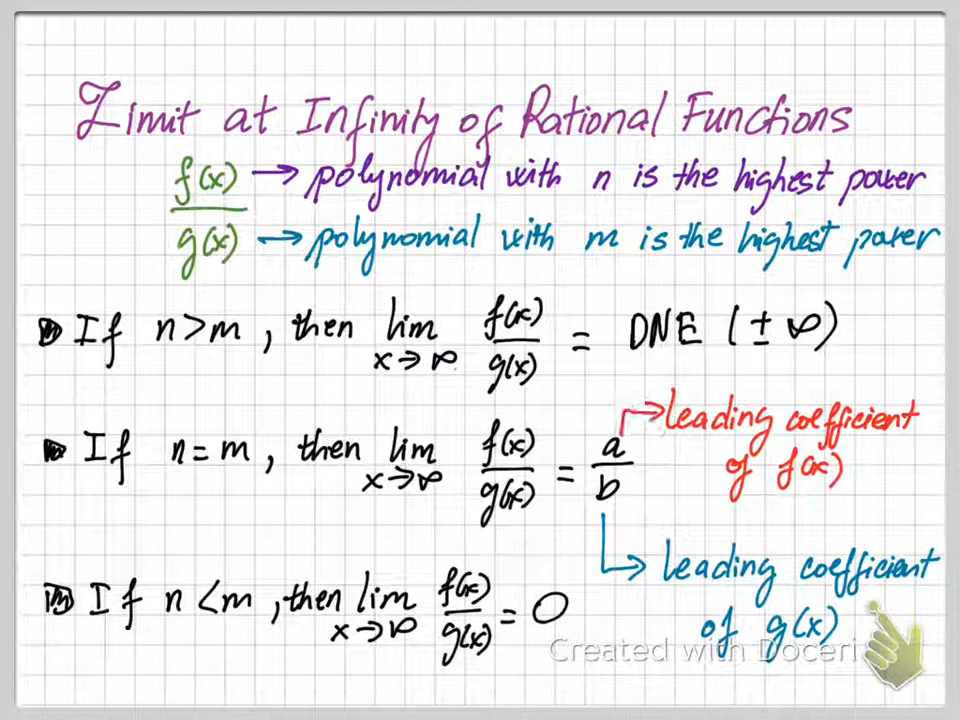 Limit at Infinity of Rational Functions
f(x) → polynomial with n is the highest power
g(x) → polynomial with m is the highest power
If n > m, then lim x→∞ f(x)/g(x) = DNE (± ∞)
If n = m, then lim x→∞ f(x)/g(x) = a/b
→ leading coefficient
of f(x)
→ leading coefficient
of g(x)
If n < m, then lim x→∞ f(x)/g(x) = 0
Created with Doceri